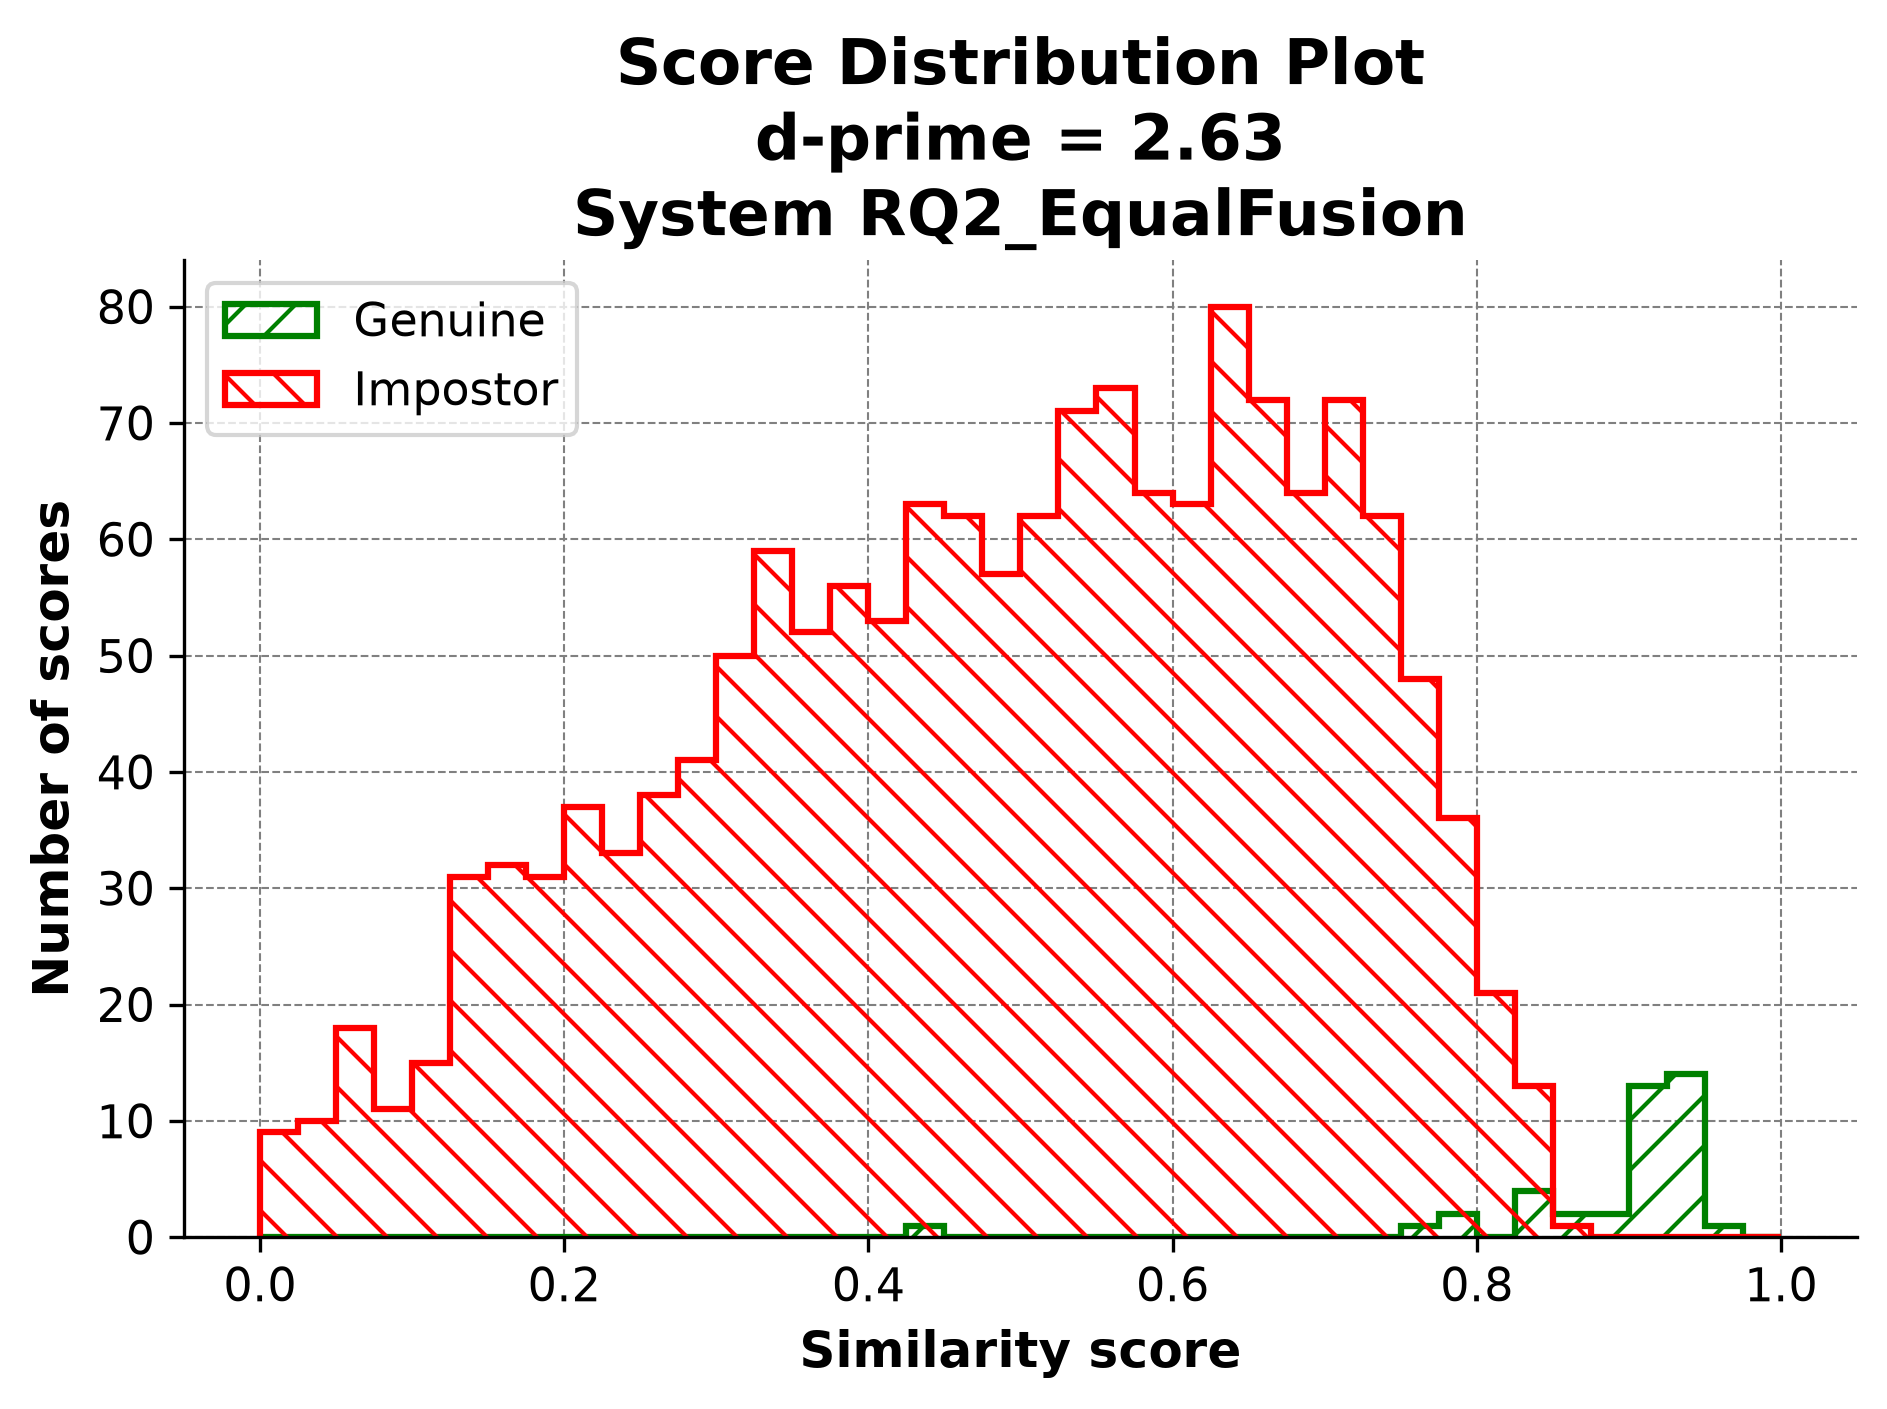 Score Distribution Plot
d-prime = 2.63
System RQ2_EqualFusion
Genuine
Impostor
Number of scores
80
70
60
50
40
30
20
10
0
0.0 0.2 0.4 0.6 0.8 1.0
Similarity score